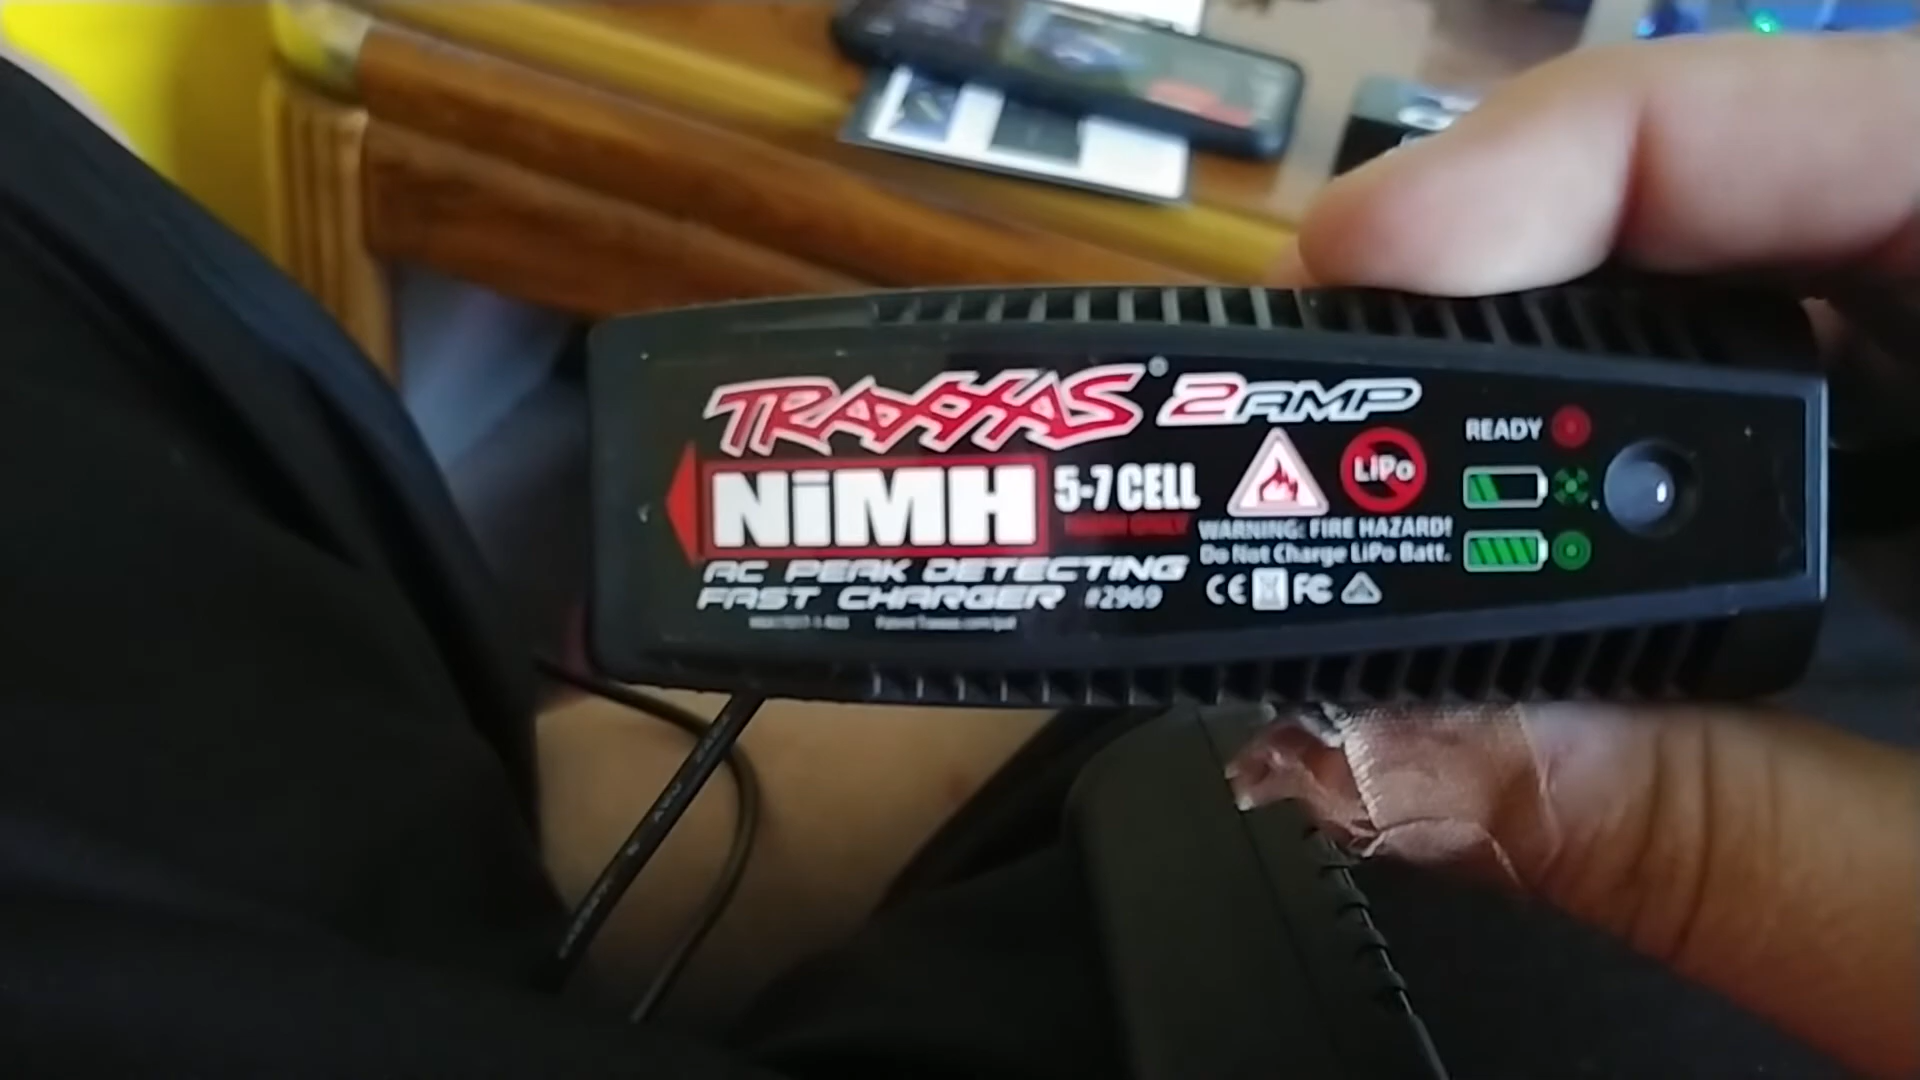 TRAXXAS® 2AMP
NiMH 5-7 CELL
AC PEAK DETECTING
FAST CHARGER #2969
LiPo
WARNING: FIRE HAZARD!
Do Not Charge LiPo Batt.
CE FC
READY